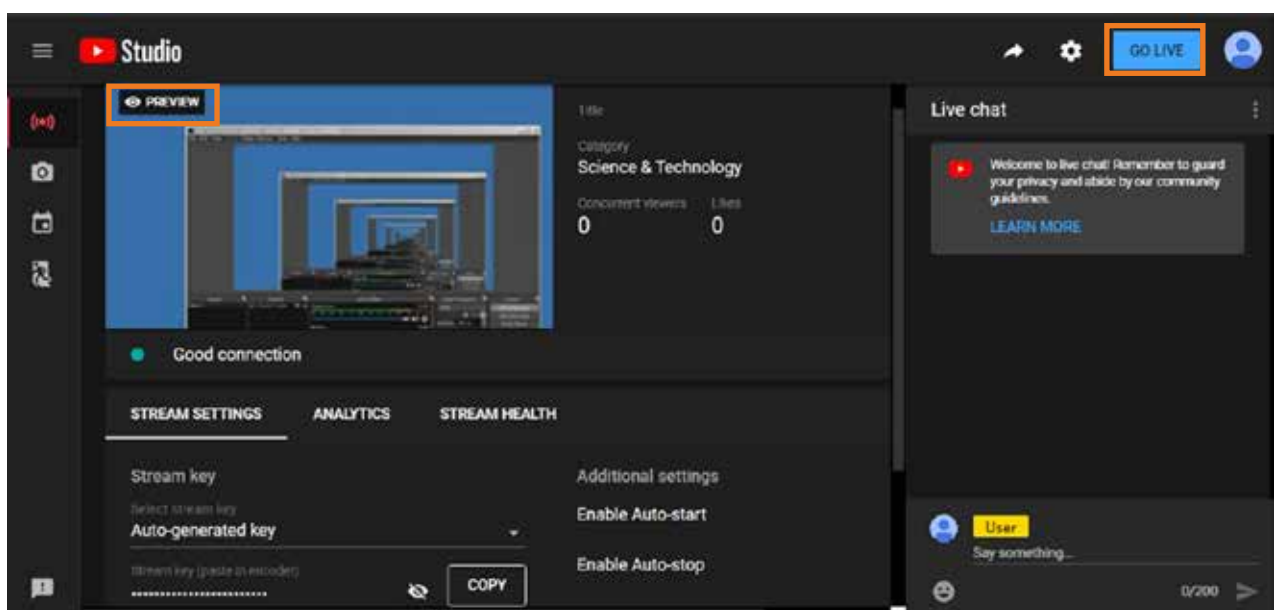 Studio
GO LIVE
PREVIEW
Title
Category
Science & Technology
Concurrent viewers Likes
0 0
Good connection
STREAM SETTINGS ANALYTICS STREAM HEALTH
Stream key
Select stream key
Auto-generated key
Stream key (paste in encoder)
COPY
Additional settings
Enable Auto-start
Enable Auto-stop
Live chat
Welcome to live chat! Remember to guard
your privacy and abide by our community
guidelines.
LEARN MORE
User
Say something...
0/200